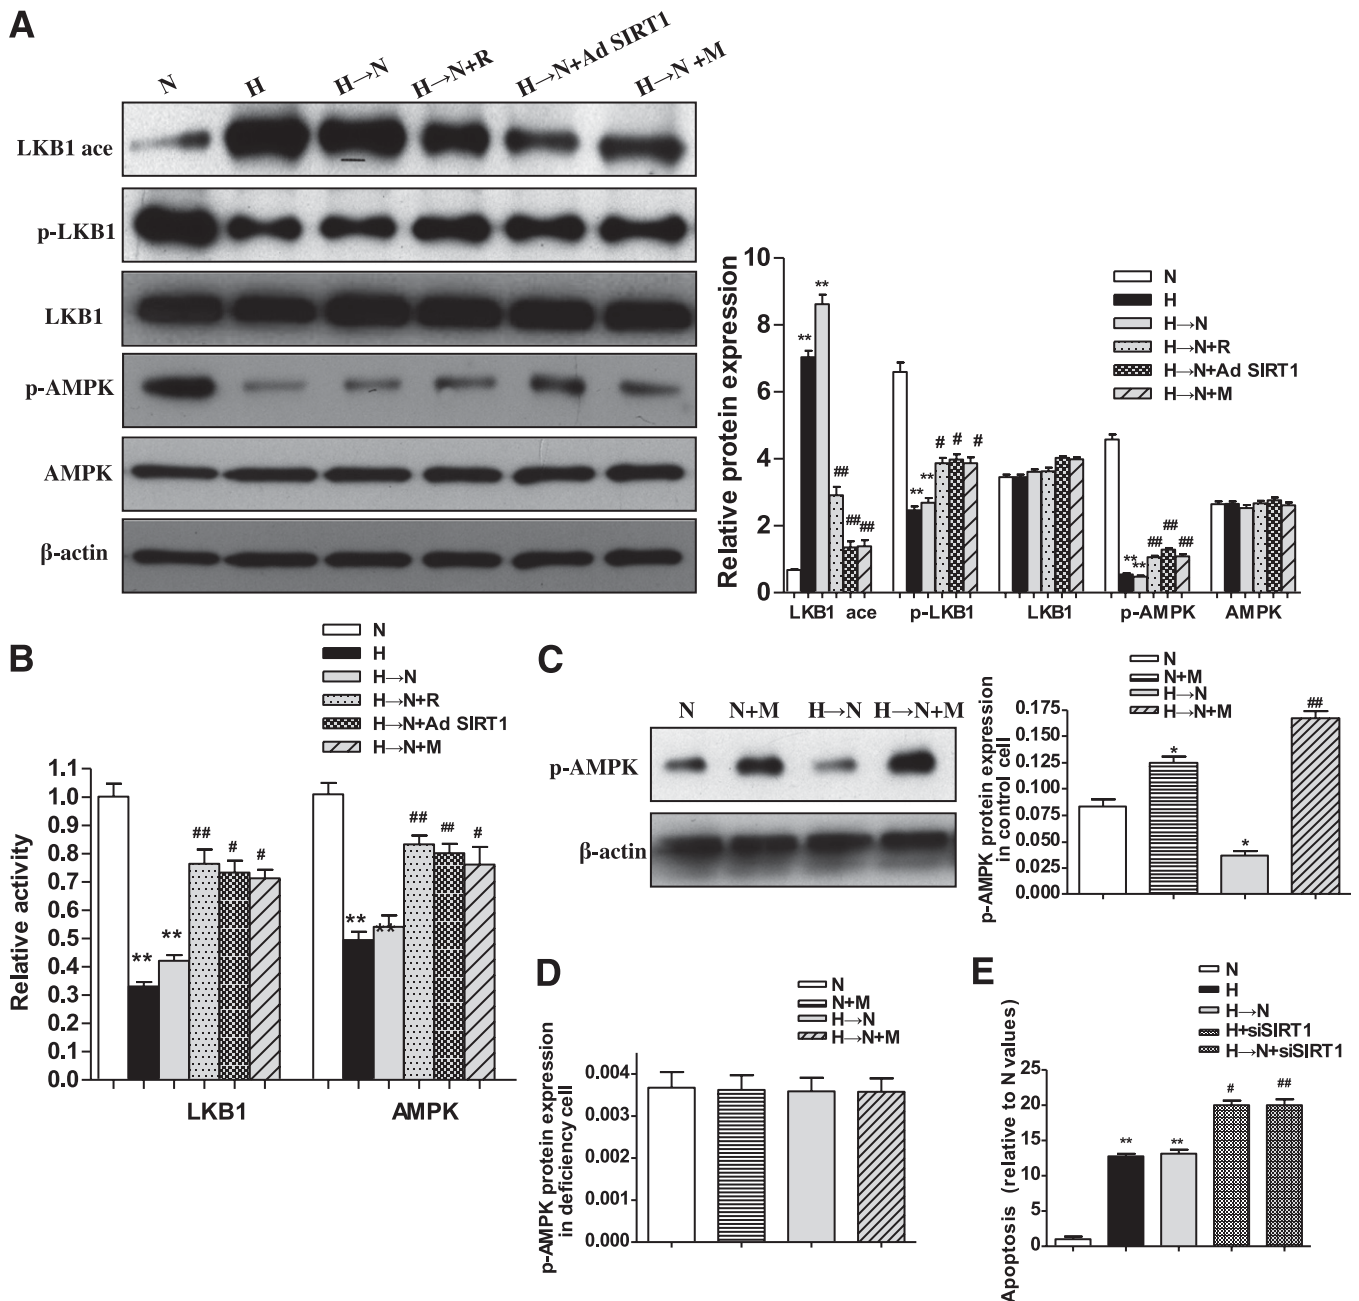 A
N H H→N H→N+R H→N+Ad SIRT1 H→N +M
LKB1 ace
p-LKB1
LKB1
p-AMPK
AMPK
β-actin
Relative protein expression
10
8
6
4
2
0
** **
## ## ##
** ** # # #
** ** ## ## ##
LKB1 ace p-LKB1 LKB1 p-AMPK AMPK
N
H
H→N
H→N+R
H→N+Ad SIRT1
H→N+M
B
N
H
H→N
H→N+R
H→N+Ad SIRT1
H→N+M
Relative activity
1.1
1.0
0.9
0.8
0.7
0.6
0.5
0.4
0.3
0.2
0.1
0.0
** ** ## # #
** ** ## ## #
LKB1 AMPK
C
N N+M H→N H→N+M
p-AMPK
β-actin
N
N+M
H→N
H→N+M
p-AMPK protein expression
in control cell
0.175
0.150
0.125
0.100
0.075
0.050
0.025
0.000
* * ##
D
N
N+M
H→N
H→N+M
p-AMPK protein expression
in deficiency cell
0.004
0.003
0.002
0.001
0.000
E
N
H
H→N
H+siSIRT1
H→N+siSIRT1
Apoptosis (relative to N values)
25
20
15
10
5
0
** ** # ##